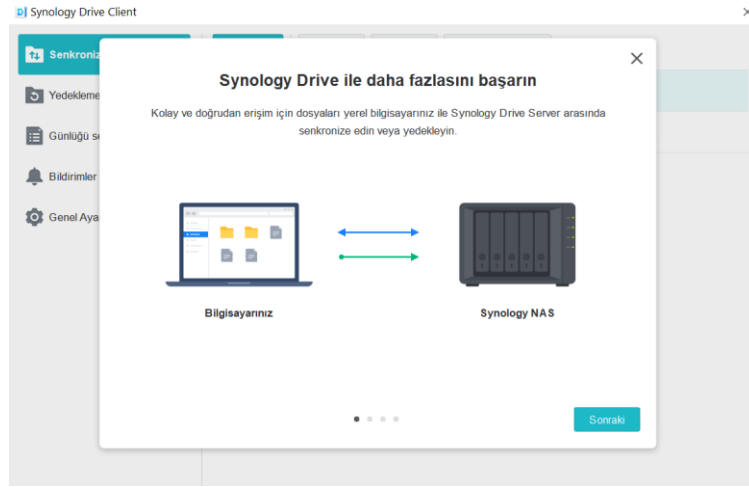 Synology Drive Client
Senkroniz
Yedekleme
Günlüğü se
Bildirimler
Genel Aya
Synology Drive ile daha fazlasını başarın
Kolay ve doğrudan erişim için dosyaları yerel bilgisayarınız ile Synology Drive Server arasında
senkronize edin veya yedekleyin.
Bilgisayarınız
Synology NAS
Sonraki